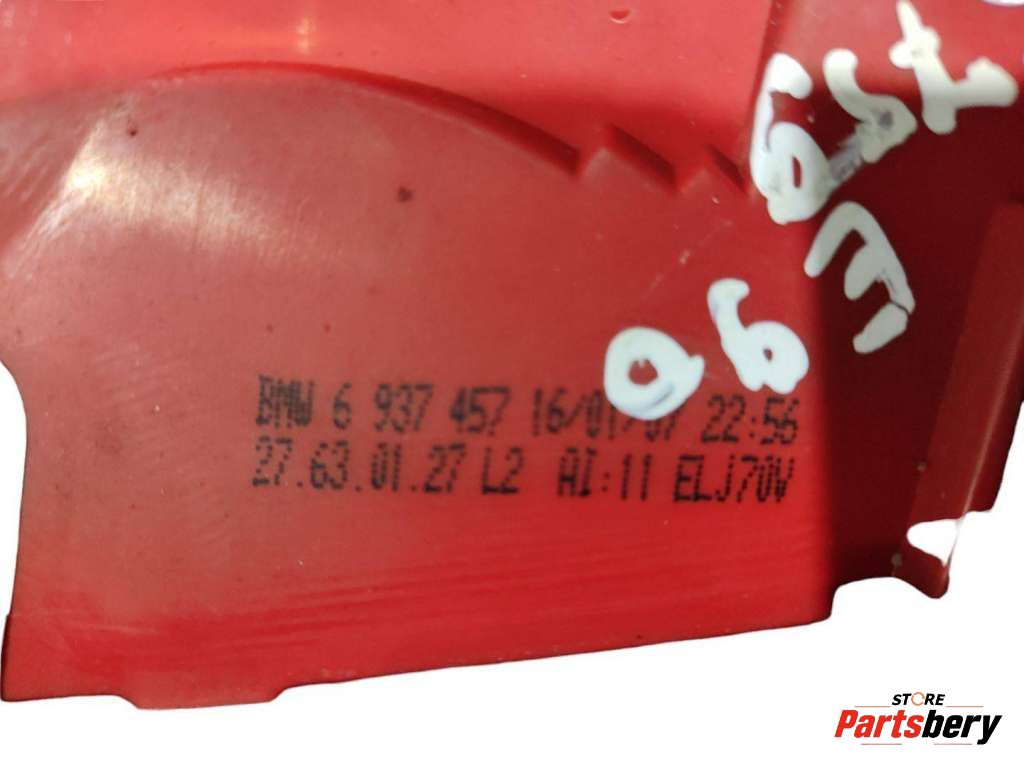 BMW 6 937 457 16/01/07 22:56
27.63.01.27 L2 AI:11 ELJ70V
STORE
Partsbery